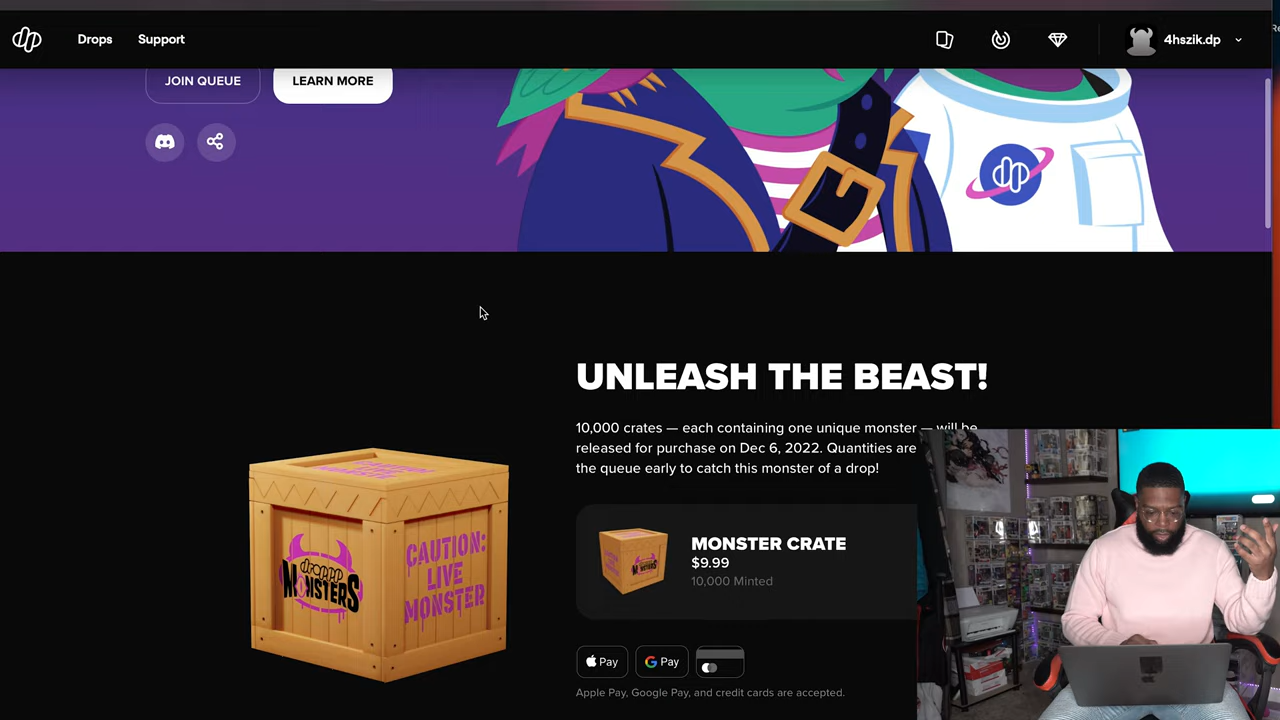 Drops
Support
4hszik.dp
JOIN QUEUE
LEARN MORE
dp
UNLEASH THE BEAST!
10,000 crates — each containing one unique monster — will be
released for purchase on Dec 6, 2022. Quantities are
the queue early to catch this monster of a drop!
droppp
MONSTERS
CAUTION:
LIVE
MONSTER
MONSTER CRATE
$9.99
10,000 Minted
Pay
G Pay
Apple Pay, Google Pay, and credit cards are accepted.